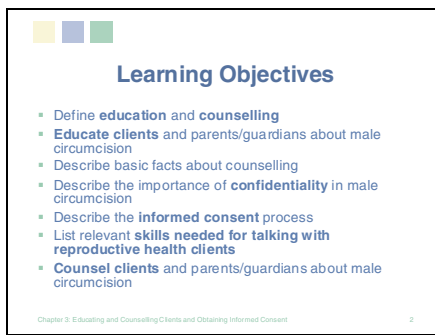 Learning Objectives
▪ Define education and counselling
▪ Educate clients and parents/guardians about male
circumcision
▪ Describe basic facts about counselling
▪ Describe the importance of confidentiality in male
circumcision
▪ Describe the informed consent process
▪ List relevant skills needed for talking with
reproductive health clients
▪ Counsel clients and parents/guardians about male
circumcision
Chapter 3: Educating and Counselling Clients and Obtaining Informed Consent 2